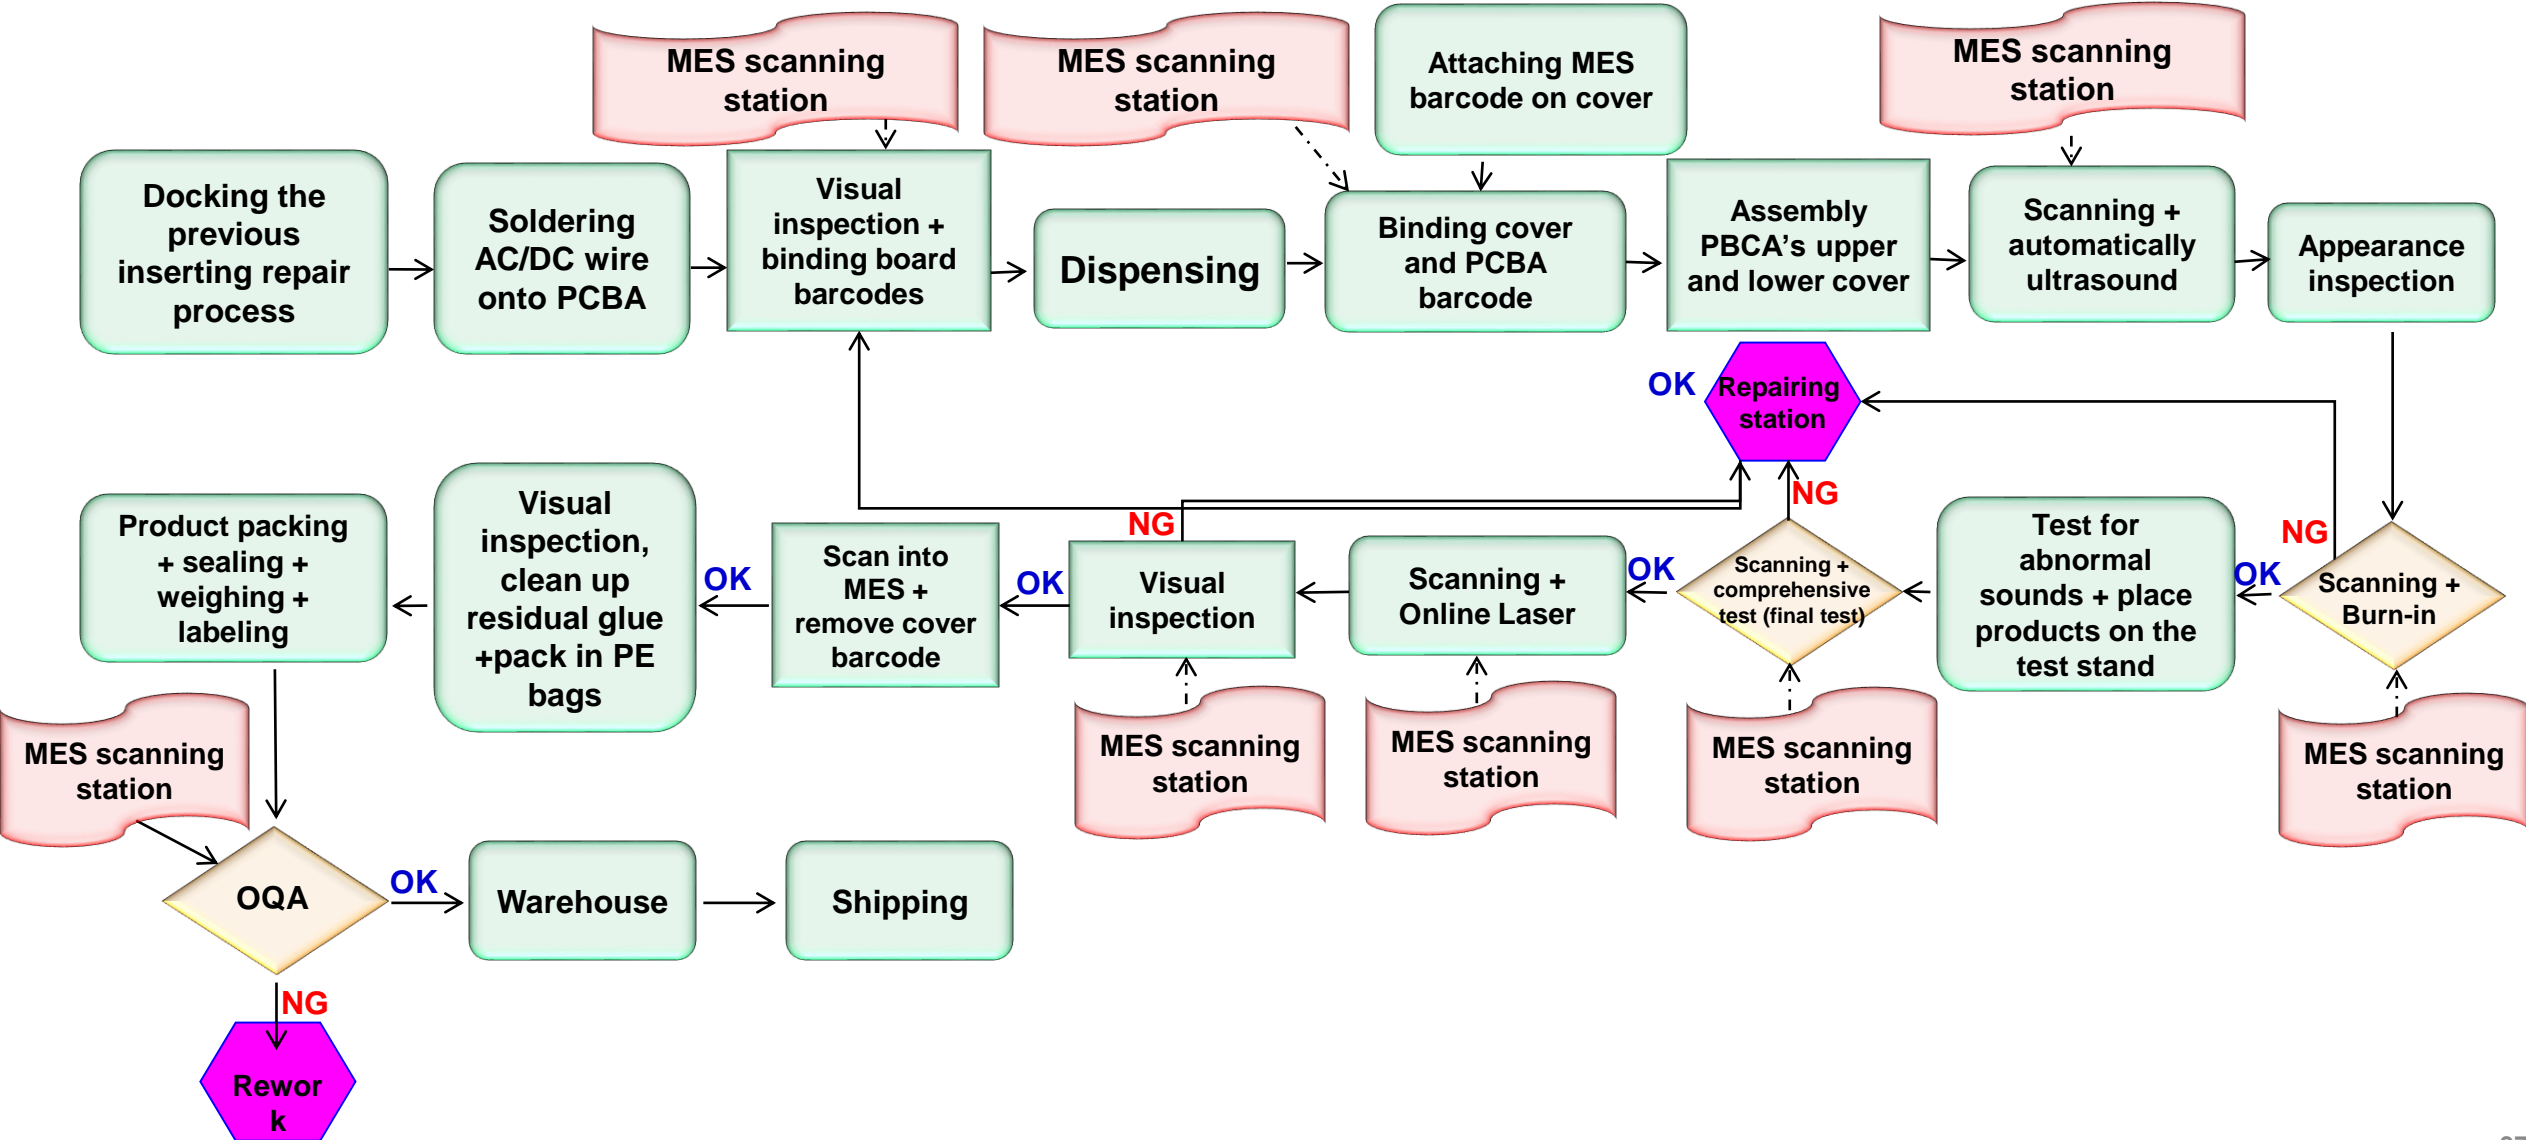 MES scanning
station
MES scanning
station
Attaching MES
barcode on cover
MES scanning
station
Docking the
previous
inserting repair
process
Soldering
AC/DC wire
onto PCBA
Visual
inspection +
binding board
barcodes
Dispensing
Binding cover
and PCBA
barcode
Assembly
PBCA’s upper
and lower cover
Scanning +
automatically
ultrasound
Appearance
inspection
OK
Repairing
station
Product packing
+ sealing +
weighing +
labeling
Visual
inspection,
clean up
residual glue
+pack in PE
bags
OK
Scan into
MES +
remove cover
barcode
OK
NG
Visual
inspection
Scanning +
Online Laser
OK
NG
Scanning +
comprehensive
test (final test)
Test for
abnormal
sounds + place
products on the
test stand
OK
NG
Scanning +
Burn-in
MES scanning
station
MES scanning
station
MES scanning
station
MES scanning
station
MES scanning
station
OQA
OK
Warehouse
Shipping
NG
Rewor
k